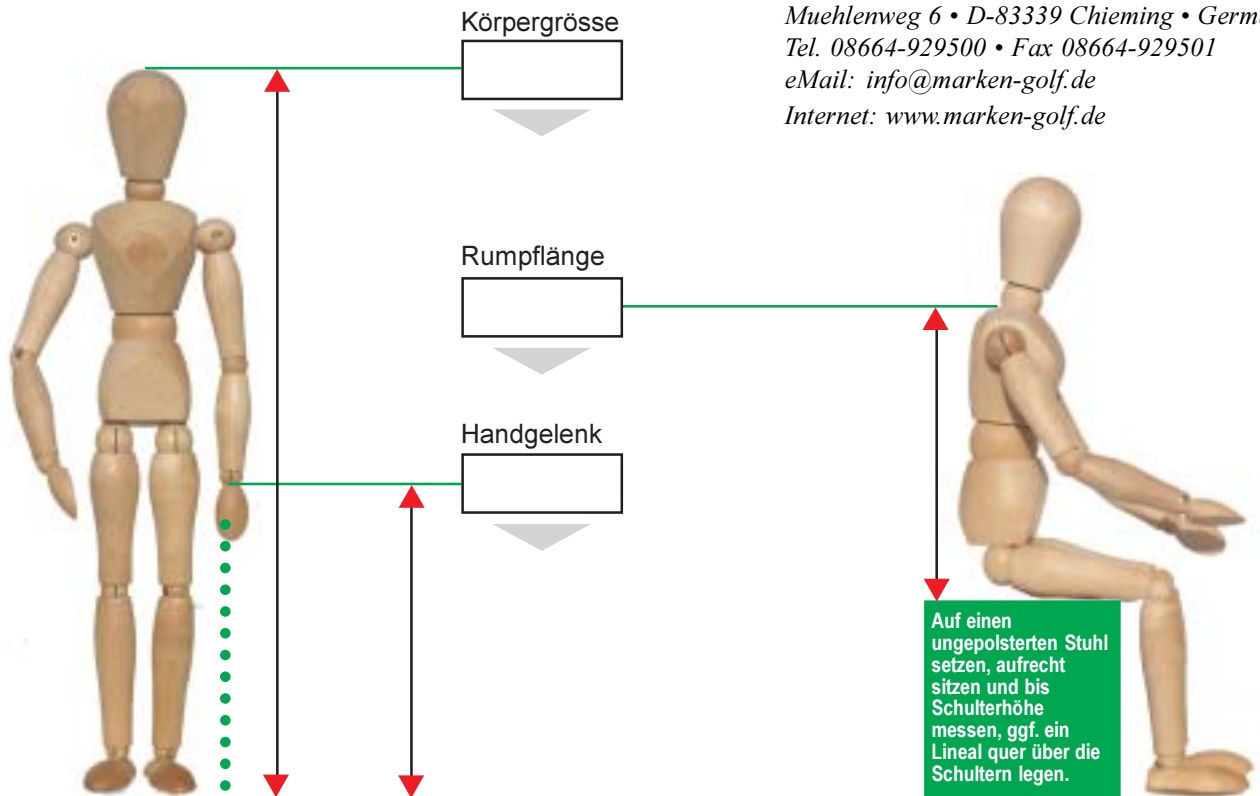 Körpergrösse
Muehlenweg 6 • D-83339 Chieming •
Tel. 08664-929500 • Fax 08664-929501
eMail: info@marken-golf.de
Internet: www.marken-golf.de
Rumpflänge
Handgelenk
Auf einen
ungepolsterten Stuhl
setzen, aufrecht
sitzen und bis
Schulterhöhe
messen, ggf. ein
Lineal quer über die
Schultern legen.